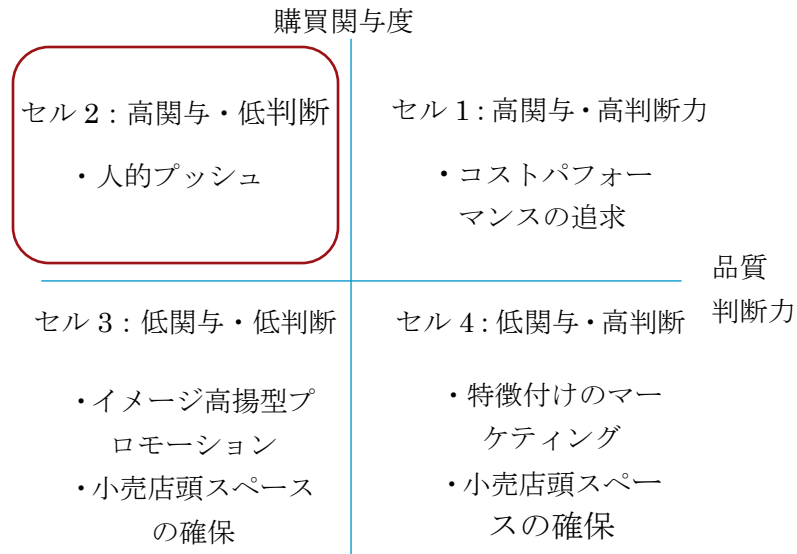 購買関与度
セル 2 : 高関与・低判断
・人的プッシュ
セル 1 : 高関与・高判断力
・コストパフォー
マンスの追求
品質
判断力
セル 3 : 低関与・低判断
・イメージ高揚型プ
ロモーション
・小売店頭スペース
の確保
セル 4 : 低関与・高判断
・特徴付けのマー
ケティング
・小売店頭スペー
スの確保